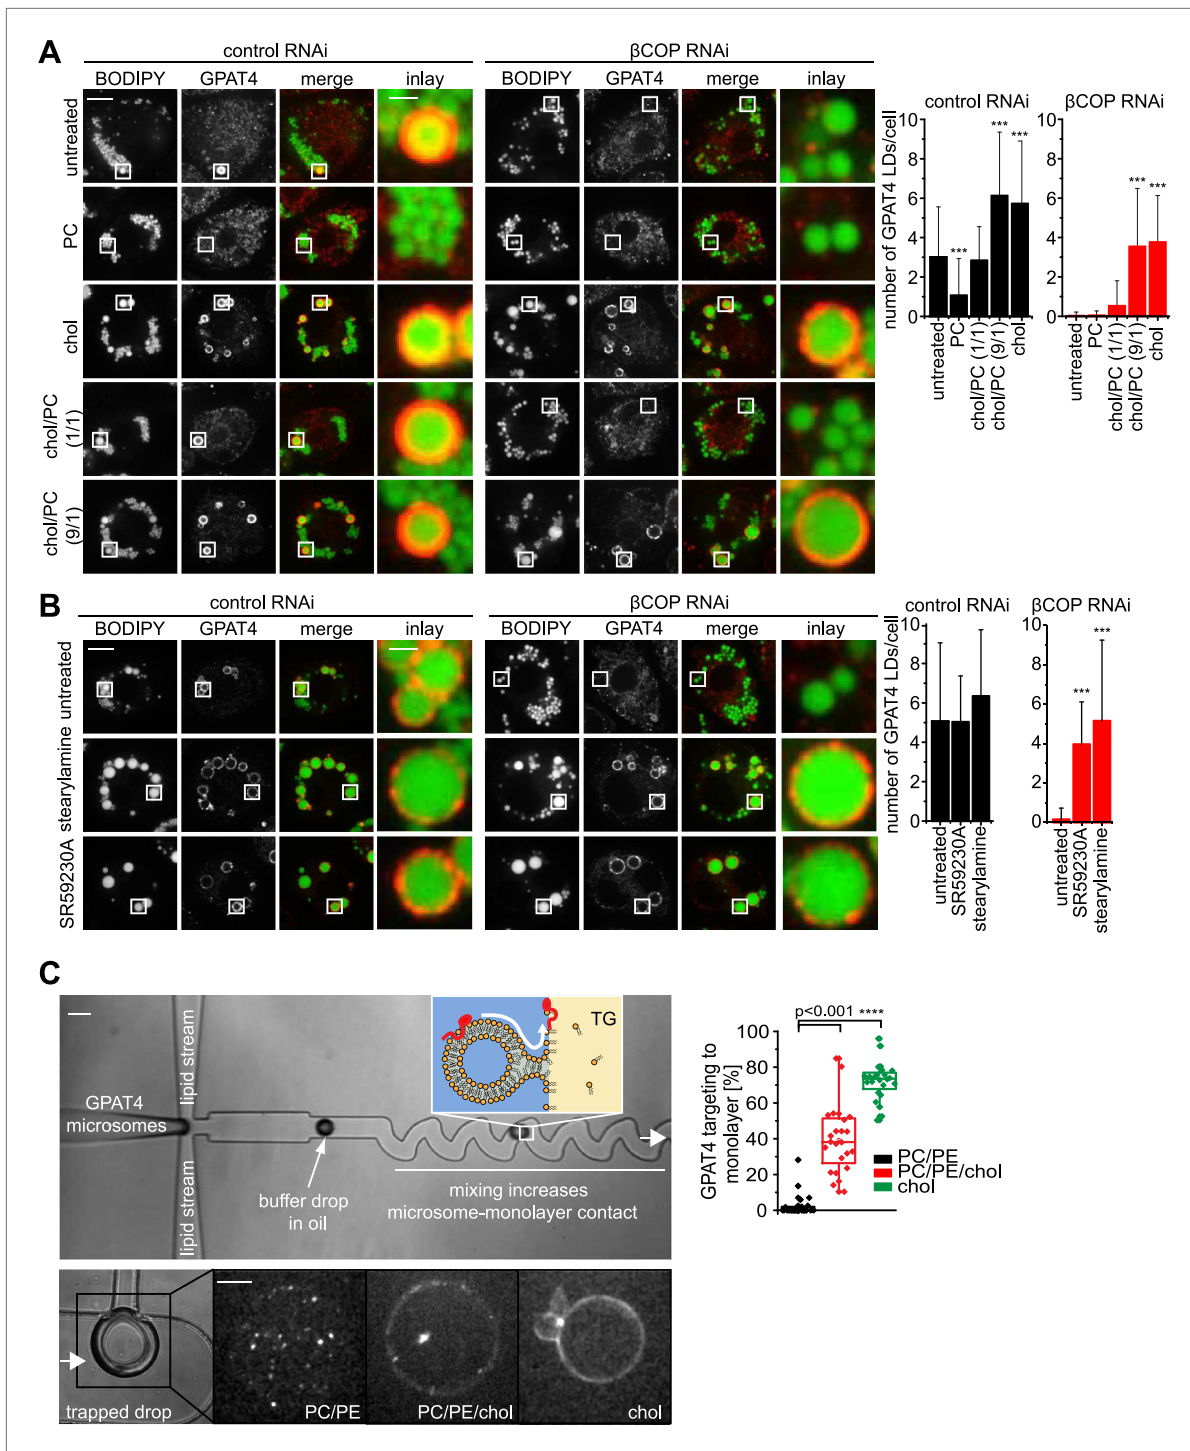 A
control RNAi
βCOP RNAi
BODIPY GPAT4 merge inlay
BODIPY GPAT4 merge inlay
untreated
PC
chol
chol/PC
(1/1)
chol/PC
(9/1)
control RNAi
βCOP RNAi
number of GPAT4 LDs/cell
10
8
6
4
2
0
***
***
***
untreated
PC
chol/PC (1/1)
chol/PC (9/1)
chol
10
8
6
4
2
0
***
***
untreated
PC
chol/PC (1/1)
chol/PC (9/1)
chol
B
control RNAi
βCOP RNAi
BODIPY GPAT4 merge inlay
BODIPY GPAT4 merge inlay
untreated
stearylamine
SR59230A
control RNAi
βCOP RNAi
number of GPAT4 LDs/cell
10
8
6
4
2
0
untreated
SR59230A
stearylamine
10
8
6
4
2
0
***
***
untreated
SR59230A
stearylamine
C
lipid stream
GPAT4
microsomes
lipid stream
buffer drop
in oil
TG
mixing increases
microsome-monolayer contact
trapped drop
PC/PE
PC/PE/chol
chol
GPAT4 targeting to
monolayer [%]
100
80
60
40
20
0
p<0.001 ****
PC/PE
PC/PE/chol
chol